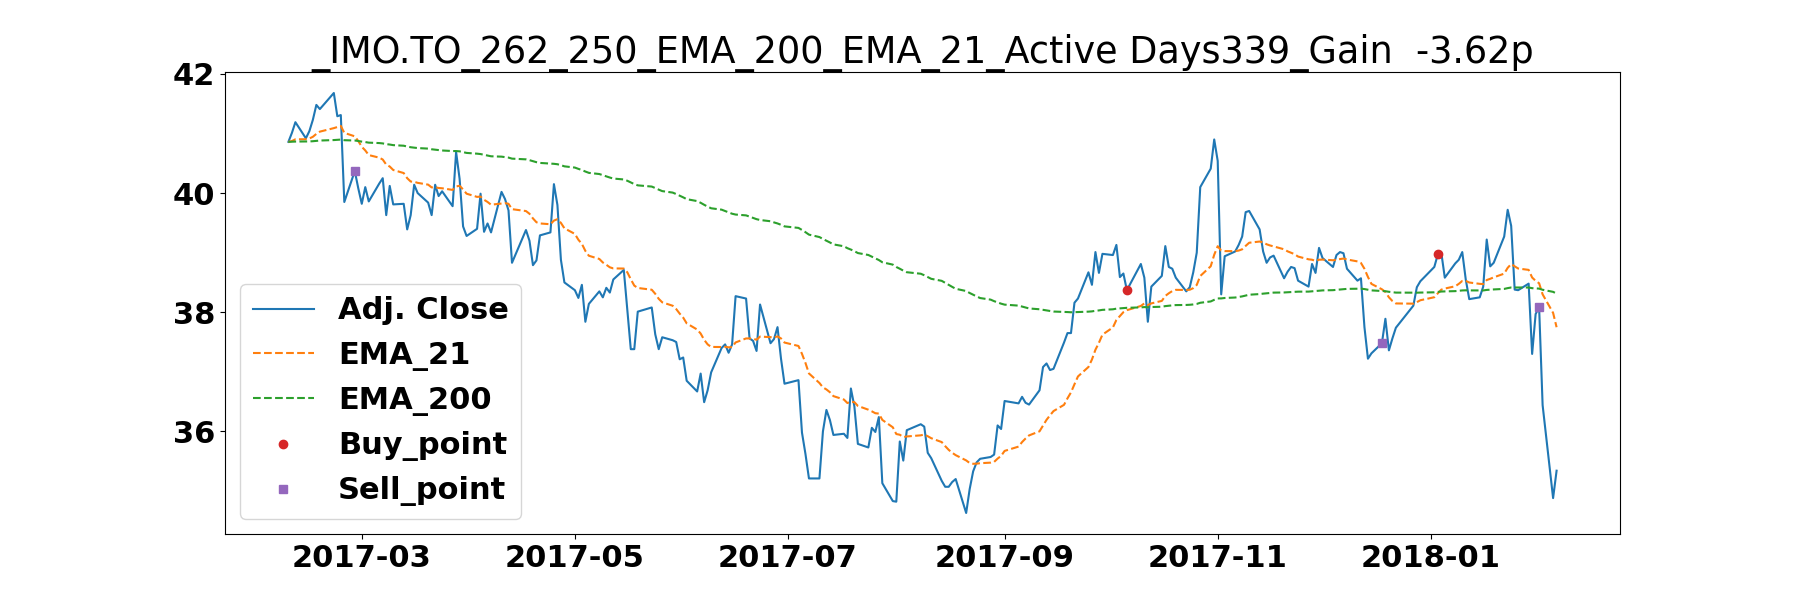 _IMO.TO_262_250_EMA_200_EMA_21_Active Days339_Gain  -3.62p
42
40
38
36
Adj. Close
EMA_21
EMA_200
Buy_point
Sell_point
2017-03 2017-05 2017-07 2017-09 2017-11 2018-01